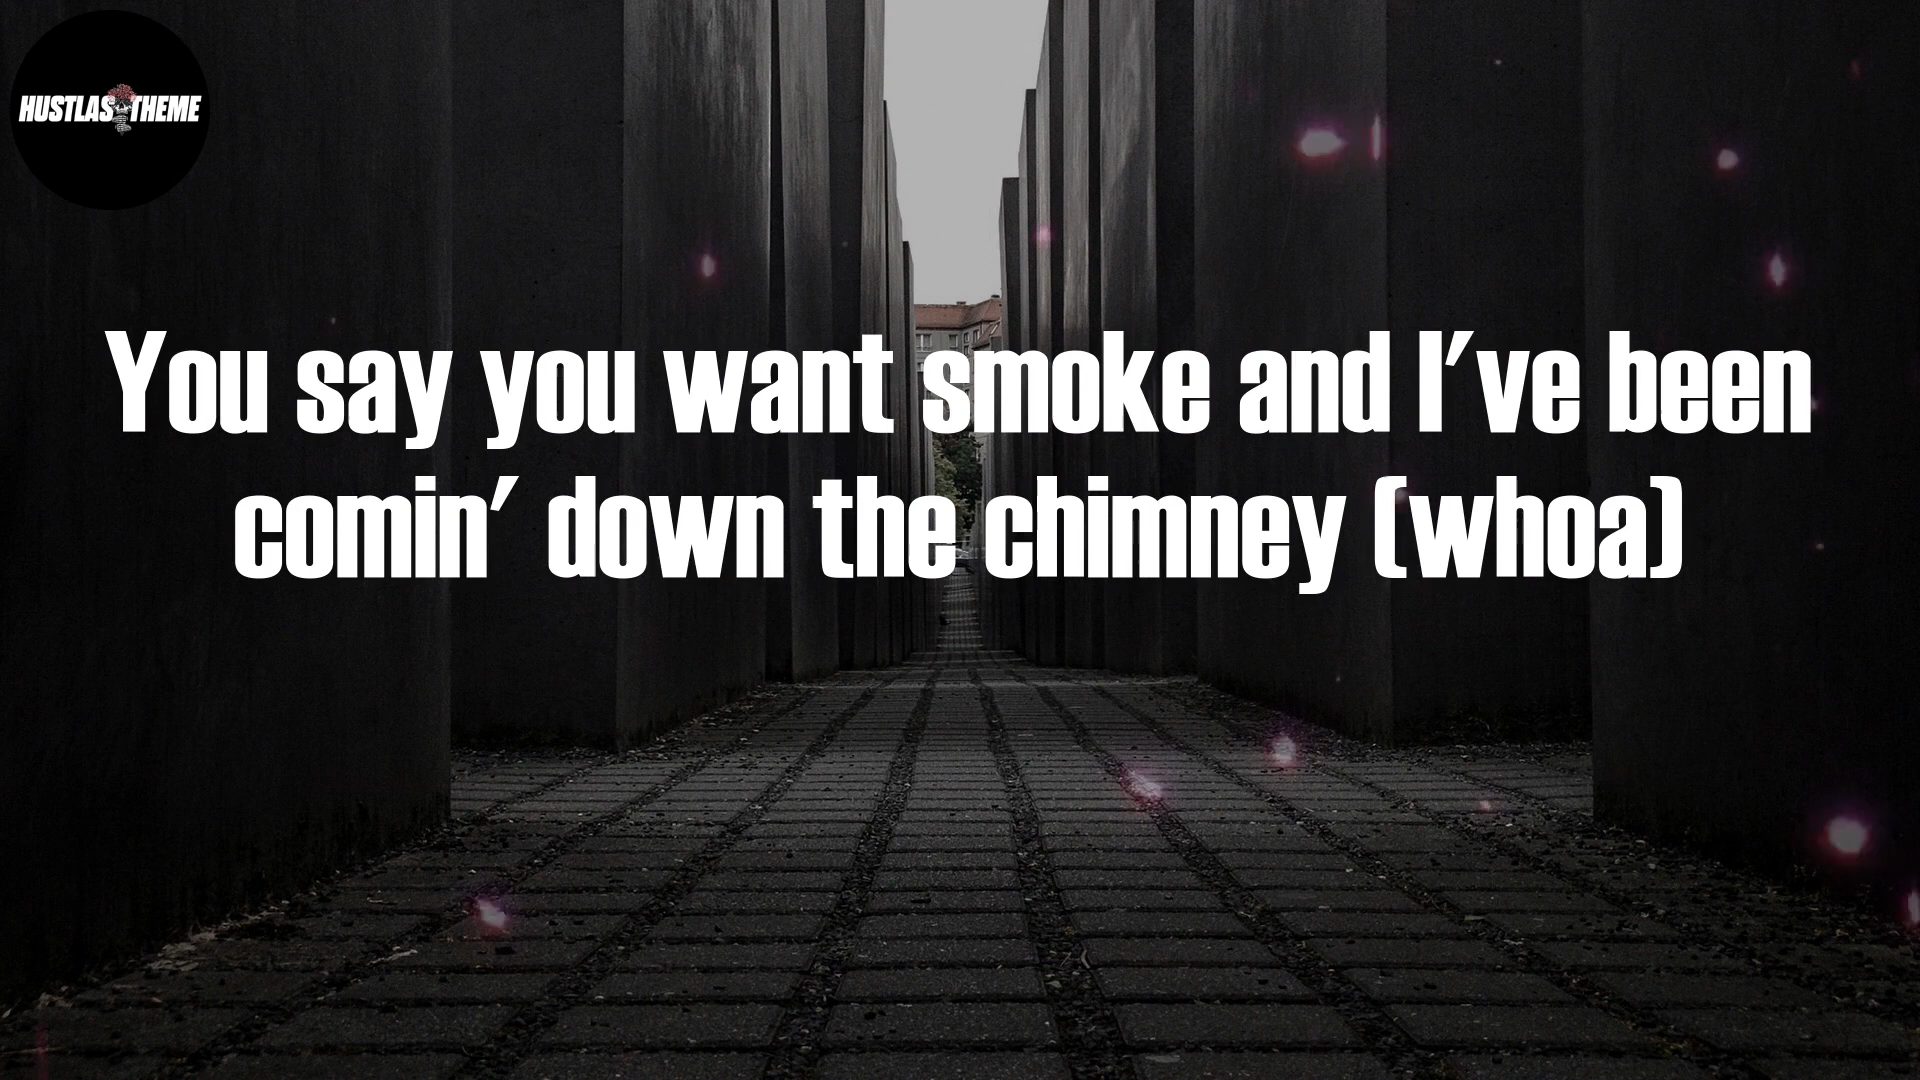 HUSTLAS THEME
You say you want smoke and I've been
comin' down the chimney (whoa)